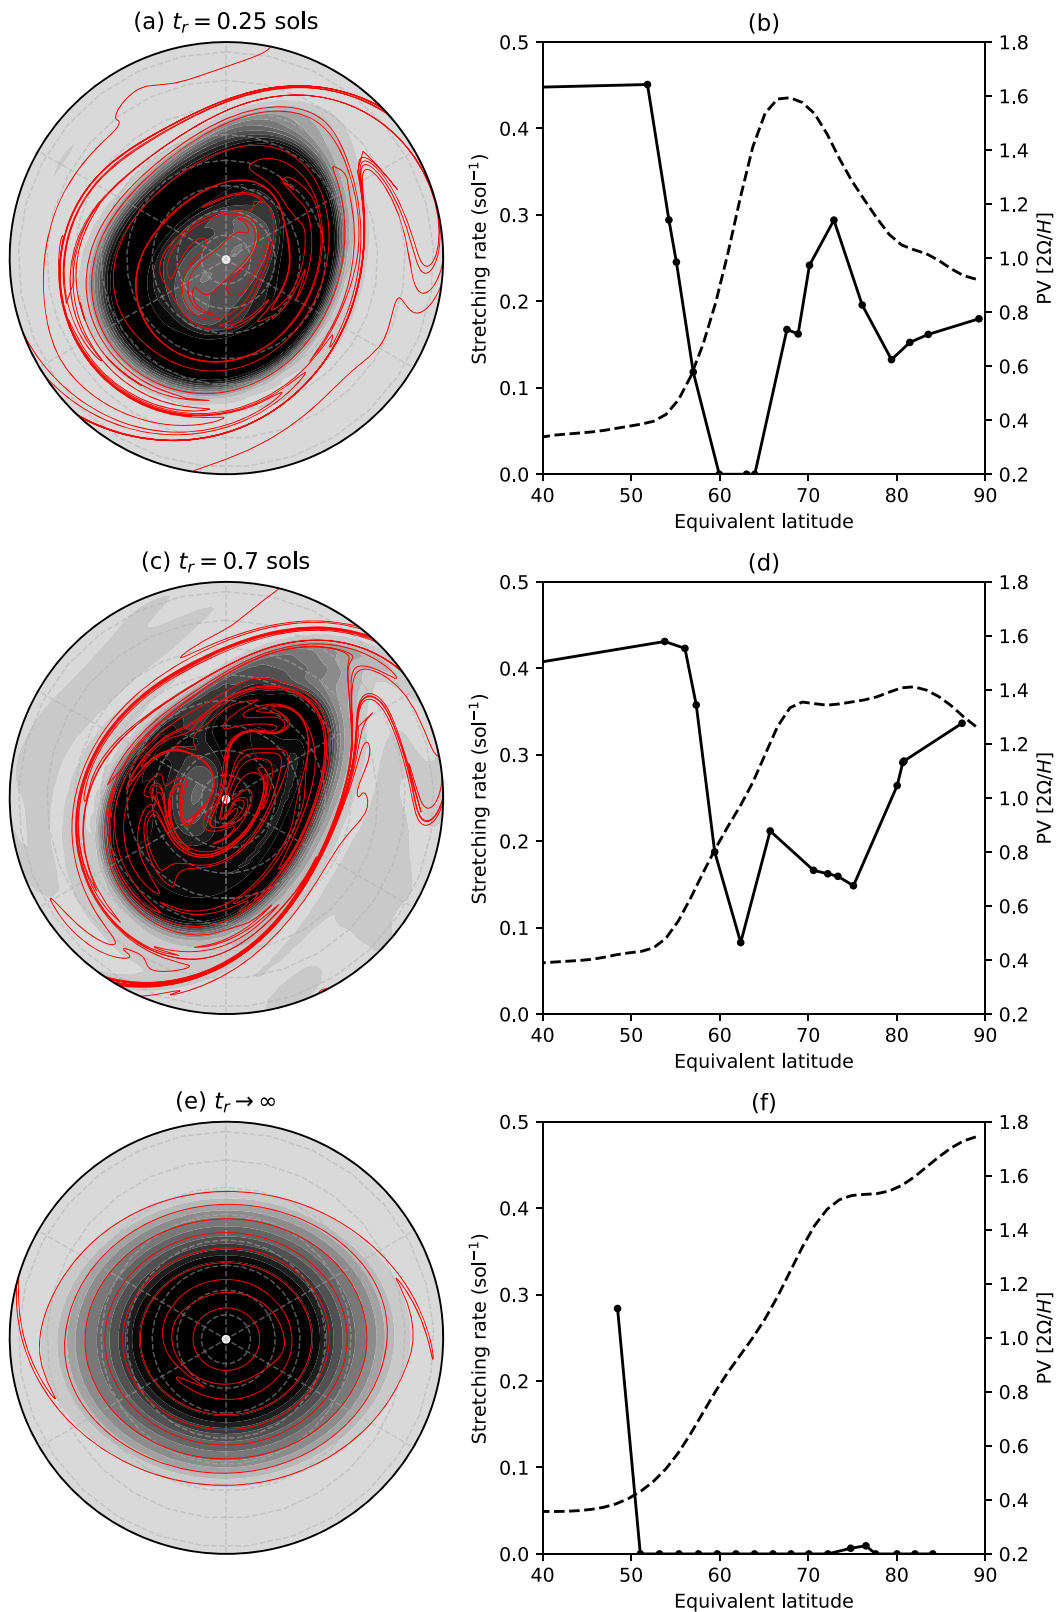 (a) tᵣ = 0.25 sols
(b)
0.5
0.4
0.3
0.2
0.1
0.0
Stretching rate (sol⁻¹)
1.8
1.6
1.4
1.2
1.0
0.8
0.6
0.4
0.2
PV [2Ω/H]
40 50 60 70 80 90
Equivalent latitude
(c) tᵣ = 0.7 sols
(d)
0.5
0.4
0.3
0.2
0.1
0.0
Stretching rate (sol⁻¹)
1.8
1.6
1.4
1.2
1.0
0.8
0.6
0.4
0.2
PV [2Ω/H]
40 50 60 70 80 90
Equivalent latitude
(e) tᵣ → ∞
(f)
0.5
0.4
0.3
0.2
0.1
0.0
Stretching rate (sol⁻¹)
1.8
1.6
1.4
1.2
1.0
0.8
0.6
0.4
0.2
PV [2Ω/H]
40 50 60 70 80 90
Equivalent latitude